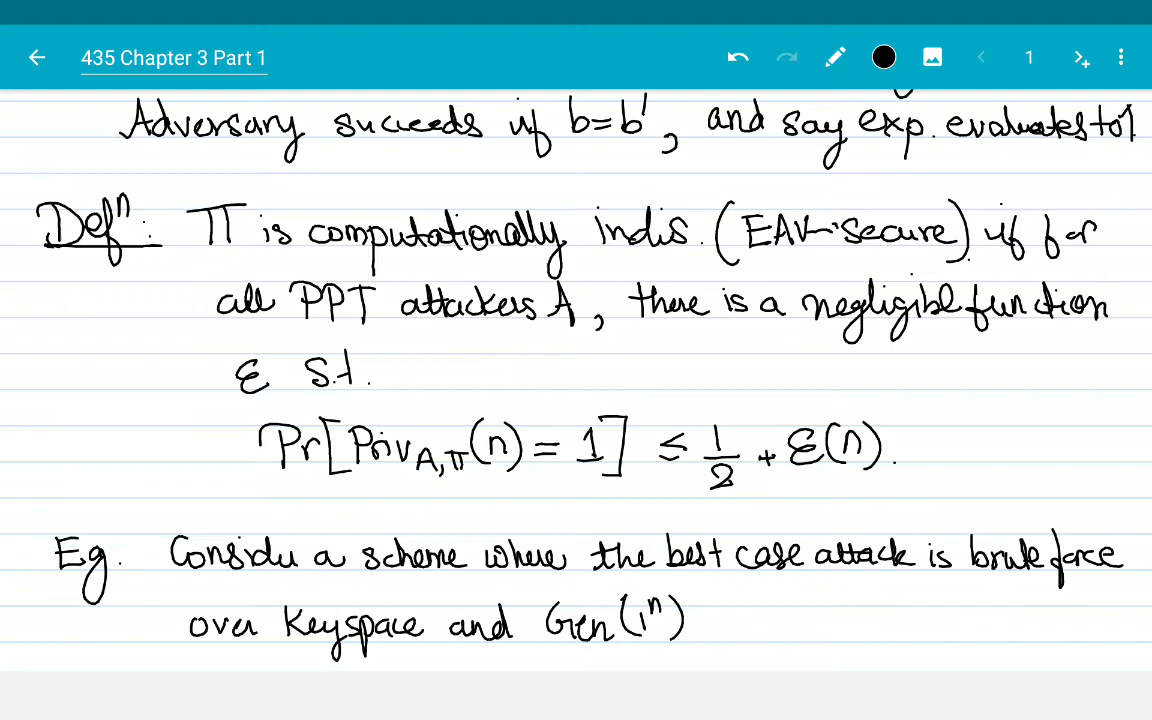 435 Chapter 3 Part 1
1
Adversary succeeds if b=b', and say exp. evaluates to 1
Defⁿ: Π is computationally indis. (EAV-secure) if for
all PPT attackers A, there is a negligible function
ε s.t.
Pr[Priv_{A,Π}(n) = 1] ≤ 1/2 + ε(n).
Eg. Consider a scheme where the best case attack is brute force
over Keyspace and Gen(1ⁿ)